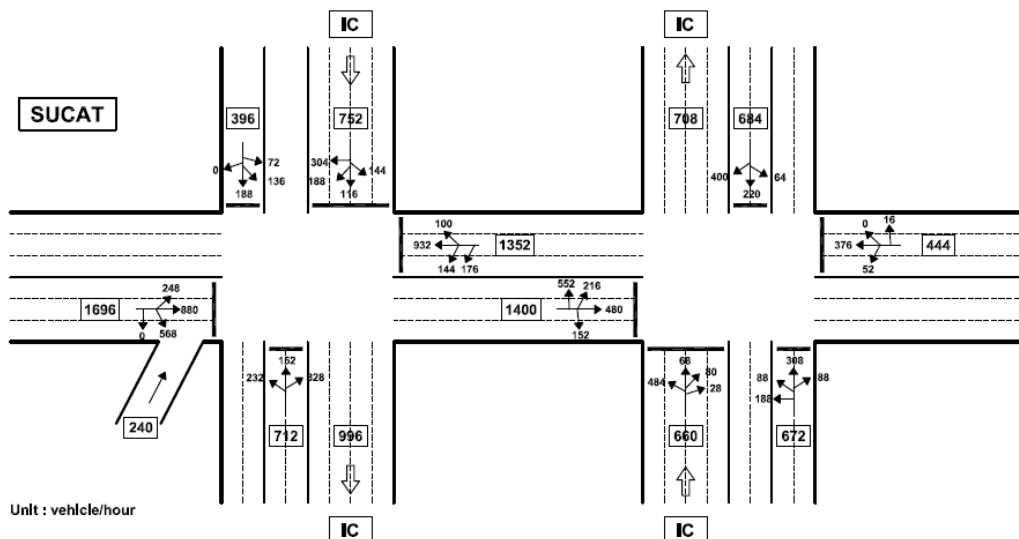 IC IC
SUCAT
396 752 708 684
0 72 136 188
304 144 188 116
400 64 220
100 932 1352 144 176
0 16 376 444 52
1696 248 880 0 568
552 216 1400 480 152
240
232 152 328 712 996
484 68 80 28 660
308 88 88 188 672
Unit : vehicle/hour
IC IC